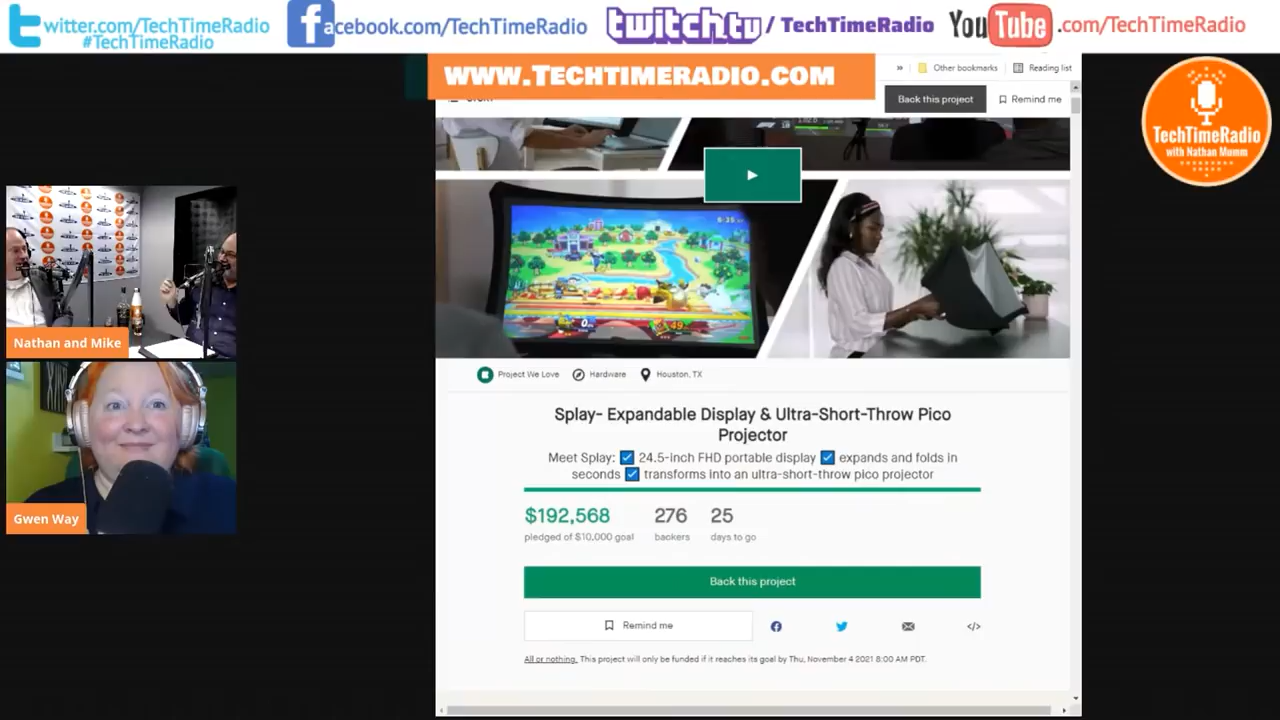 witter.com/TechTimeRadio
#TechTimeRadio
facebook.com/TechTimeRadio
twitchtv/ TechTimeRadio
YouTube.com/TechTimeRadio
www.Techtimeradio.com
» Other bookmarks Reading list
Back this project Remind me
TechTimeRadio
with Nathan Mumm
6:35
0%
49
Nathan and Mike
Gwen Way
Project We Love Hardware Houston, TX
Splay- Expandable Display & Ultra-Short-Throw Pico
Projector
Meet Splay: ☑ 24.5-inch FHD portable display ☑ expands and folds in
seconds ☑ transforms into an ultra-short-throw pico projector
$192,568 276 25
pledged of $10,000 goal backers days to go
Back this project
Remind me </>
All or nothing. This project will only be funded if it reaches its goal by Thu, November 4 2021 8:00 AM PDT.